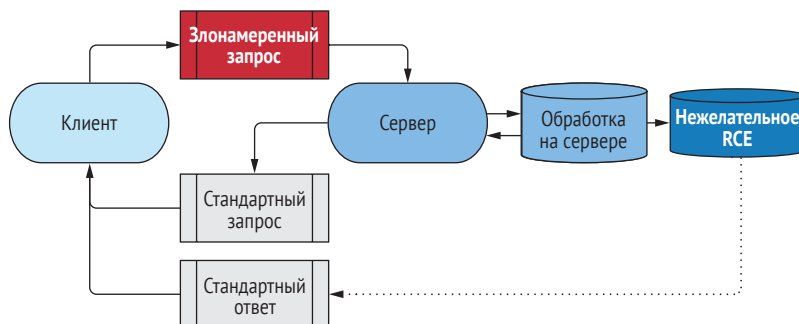 Злонамеренный
запрос
Клиент
Сервер
Обработка
на сервере
Нежелательное
RCE
Стандартный
запрос
Стандартный
ответ